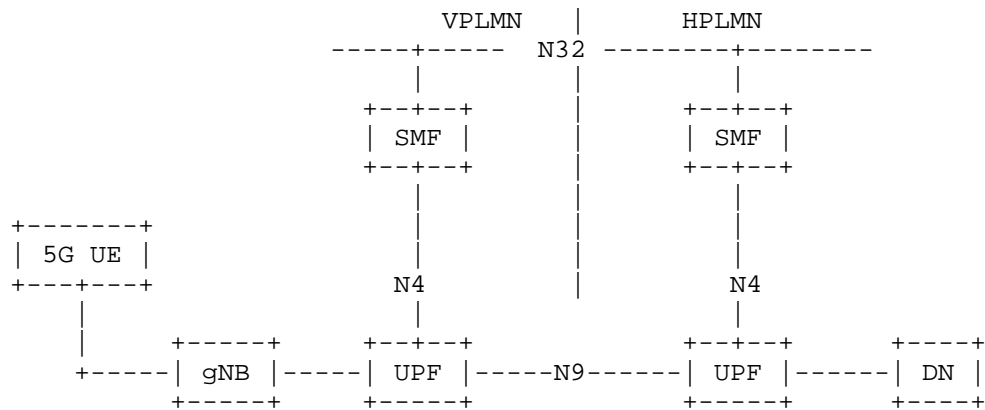 VPLMN HPLMN
N32
SMF SMF
5G UE
N4 N4
gNB UPF N9 UPF DN